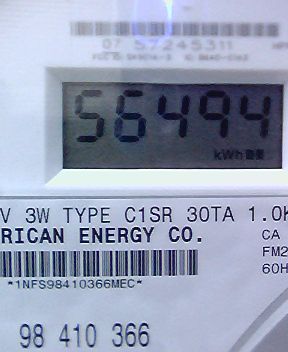 07 57245311
56494
kWh
V 3W TYPE C1SR 30TA 1.0K
RICAN ENERGY CO.
CA
FM2
60H
*1NFS98410366MEC*
98 410 366